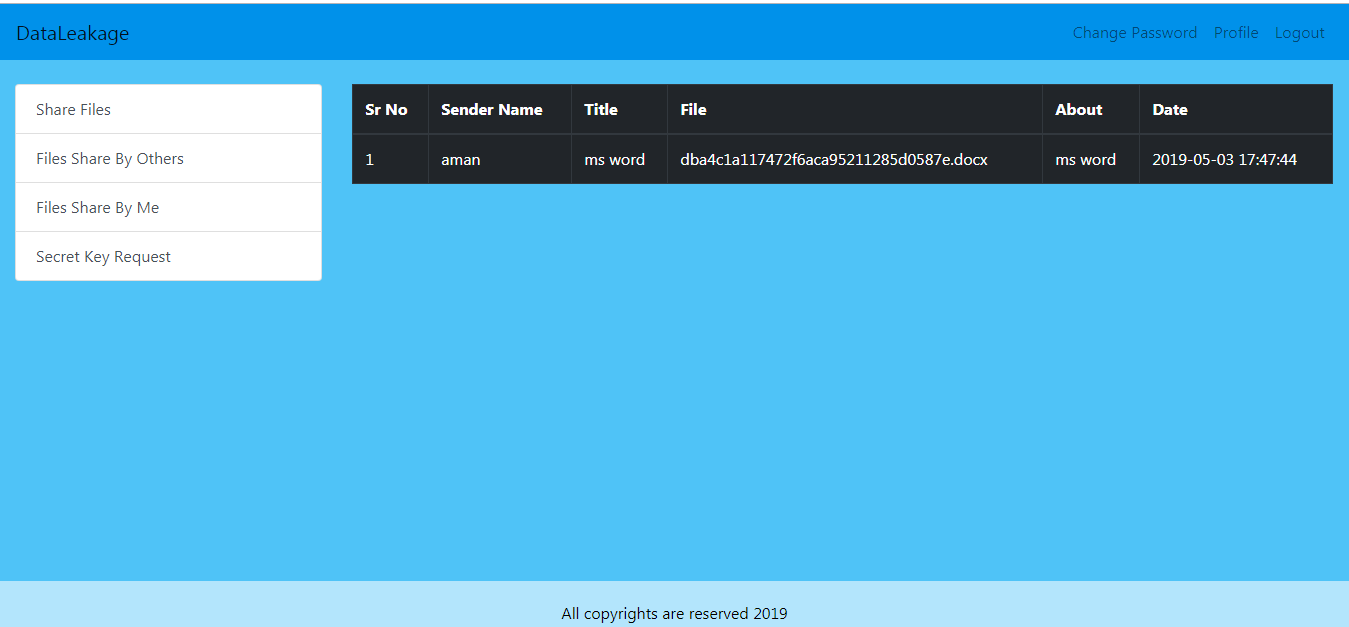 DataLeakage
Change Password Profile Logout
Share Files
Files Share By Others
Files Share By Me
Secret Key Request
Sr No Sender Name Title File About Date
1 aman ms word dba4c1a117472f6aca95211285d0587e.docx ms word 2019-05-03 17:47:44
All copyrights are reserved 2019